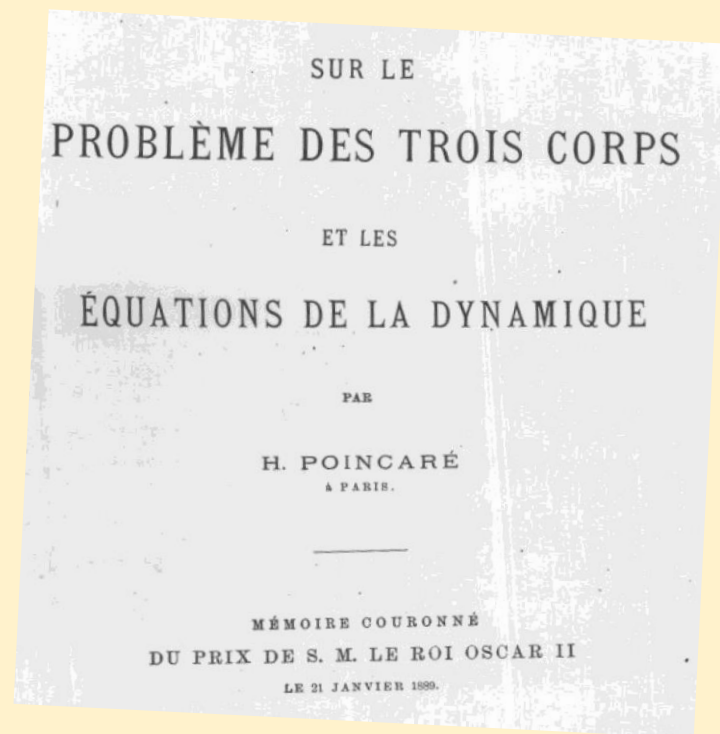 SUR LE
PROBLÈME DES TROIS CORPS
ET LES
ÉQUATIONS DE LA DYNAMIQUE
PAR
H. POINCARÉ
à PARIS.
MÉMOIRE COURONNÉ
DU PRIX DE S. M. LE ROI OSCAR II
LE 21 JANVIER 1889.